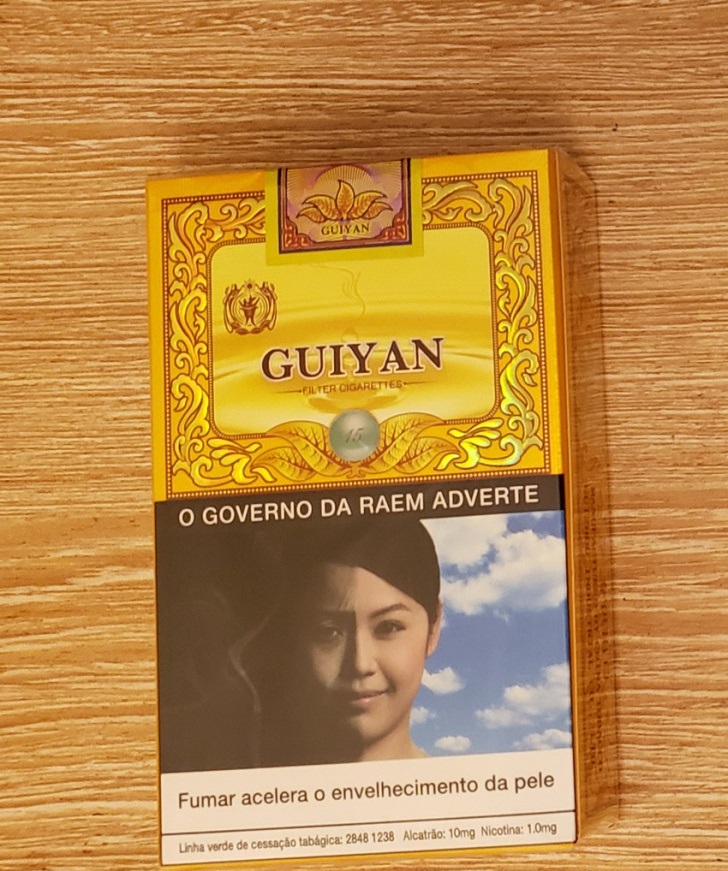 GUIYAN
GUIYAN
FILTER CIGARETTES
15
O GOVERNO DA RAEM ADVERTE
Fumar acelera o envelhecimento da pele
Linha verde de cessação tabágica: 2848 1238 Alcatrão: 10mg Nicotina: 1.0mg